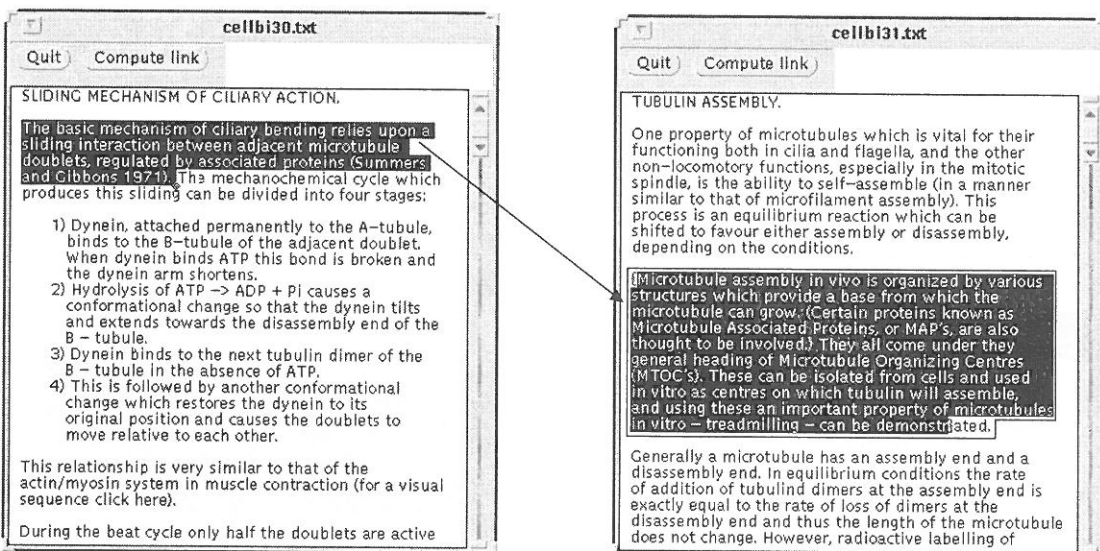 cellbi30.txt
Quit
Compute link
SLIDING MECHANISM OF CILIARY ACTION.
The basic mechanism of ciliary bending relies upon a
sliding interaction between adjacent microtubule
doublets, regulated by associated proteins (Summers
and Gibbons 1971). The mechanochemical cycle which
produces this sliding can be divided into four stages:
1) Dynein, attached permanently to the A-tubule,
binds to the B-tubule of the adjacent doublet.
When dynein binds ATP this bond is broken and
the dynein arm shortens.
2) Hydrolysis of ATP -> ADP + Pi causes a
conformational change so that the dynein tilts
and extends towards the disassembly end of the
B - tubule.
3) Dynein binds to the next tubulin dimer of the
B - tubule in the absence of ATP.
4) This is followed by another conformational
change which restores the dynein to its
original position and causes the doublets to
move relative to each other.
This relationship is very similar to that of the
actin/myosin system in muscle contraction (for a visual
sequence click here).
During the beat cycle only half the doublets are active
cellbi31.txt
Quit
Compute link
TUBULIN ASSEMBLY.
One property of microtubules which is vital for their
functioning both in cilia and flagella, and the other
non-locomotory functions, especially in the mitotic
spindle, is the ability to self-assemble (in a manner
similar to that of microfilament assembly). This
process is an equilibrium reaction which can be
shifted to favour either assembly or disassembly,
depending on the conditions.
Microtubule assembly in vivo is organized by various
structures which provide a base from which the
microtubule can grow. (Certain proteins known as
Microtubule Associated Proteins, or MAP's, are also
thought to be involved.) They all come under they
general heading of Microtubule Organizing Centres
(MTOC's). These can be isolated from cells and used
in vitro as centres on which tubulin will assemble,
and using these an important property of microtubules
in vitro - treadmilling - can be demonstrated.
Generally a microtubule has an assembly end and a
disassembly end. In equilibrium conditions the rate
of addition of tubulind dimers at the assembly end is
exactly equal to the rate of loss of dimers at the
disassembly end and thus the length of the microtubule
does not change. However, radioactive labelling of